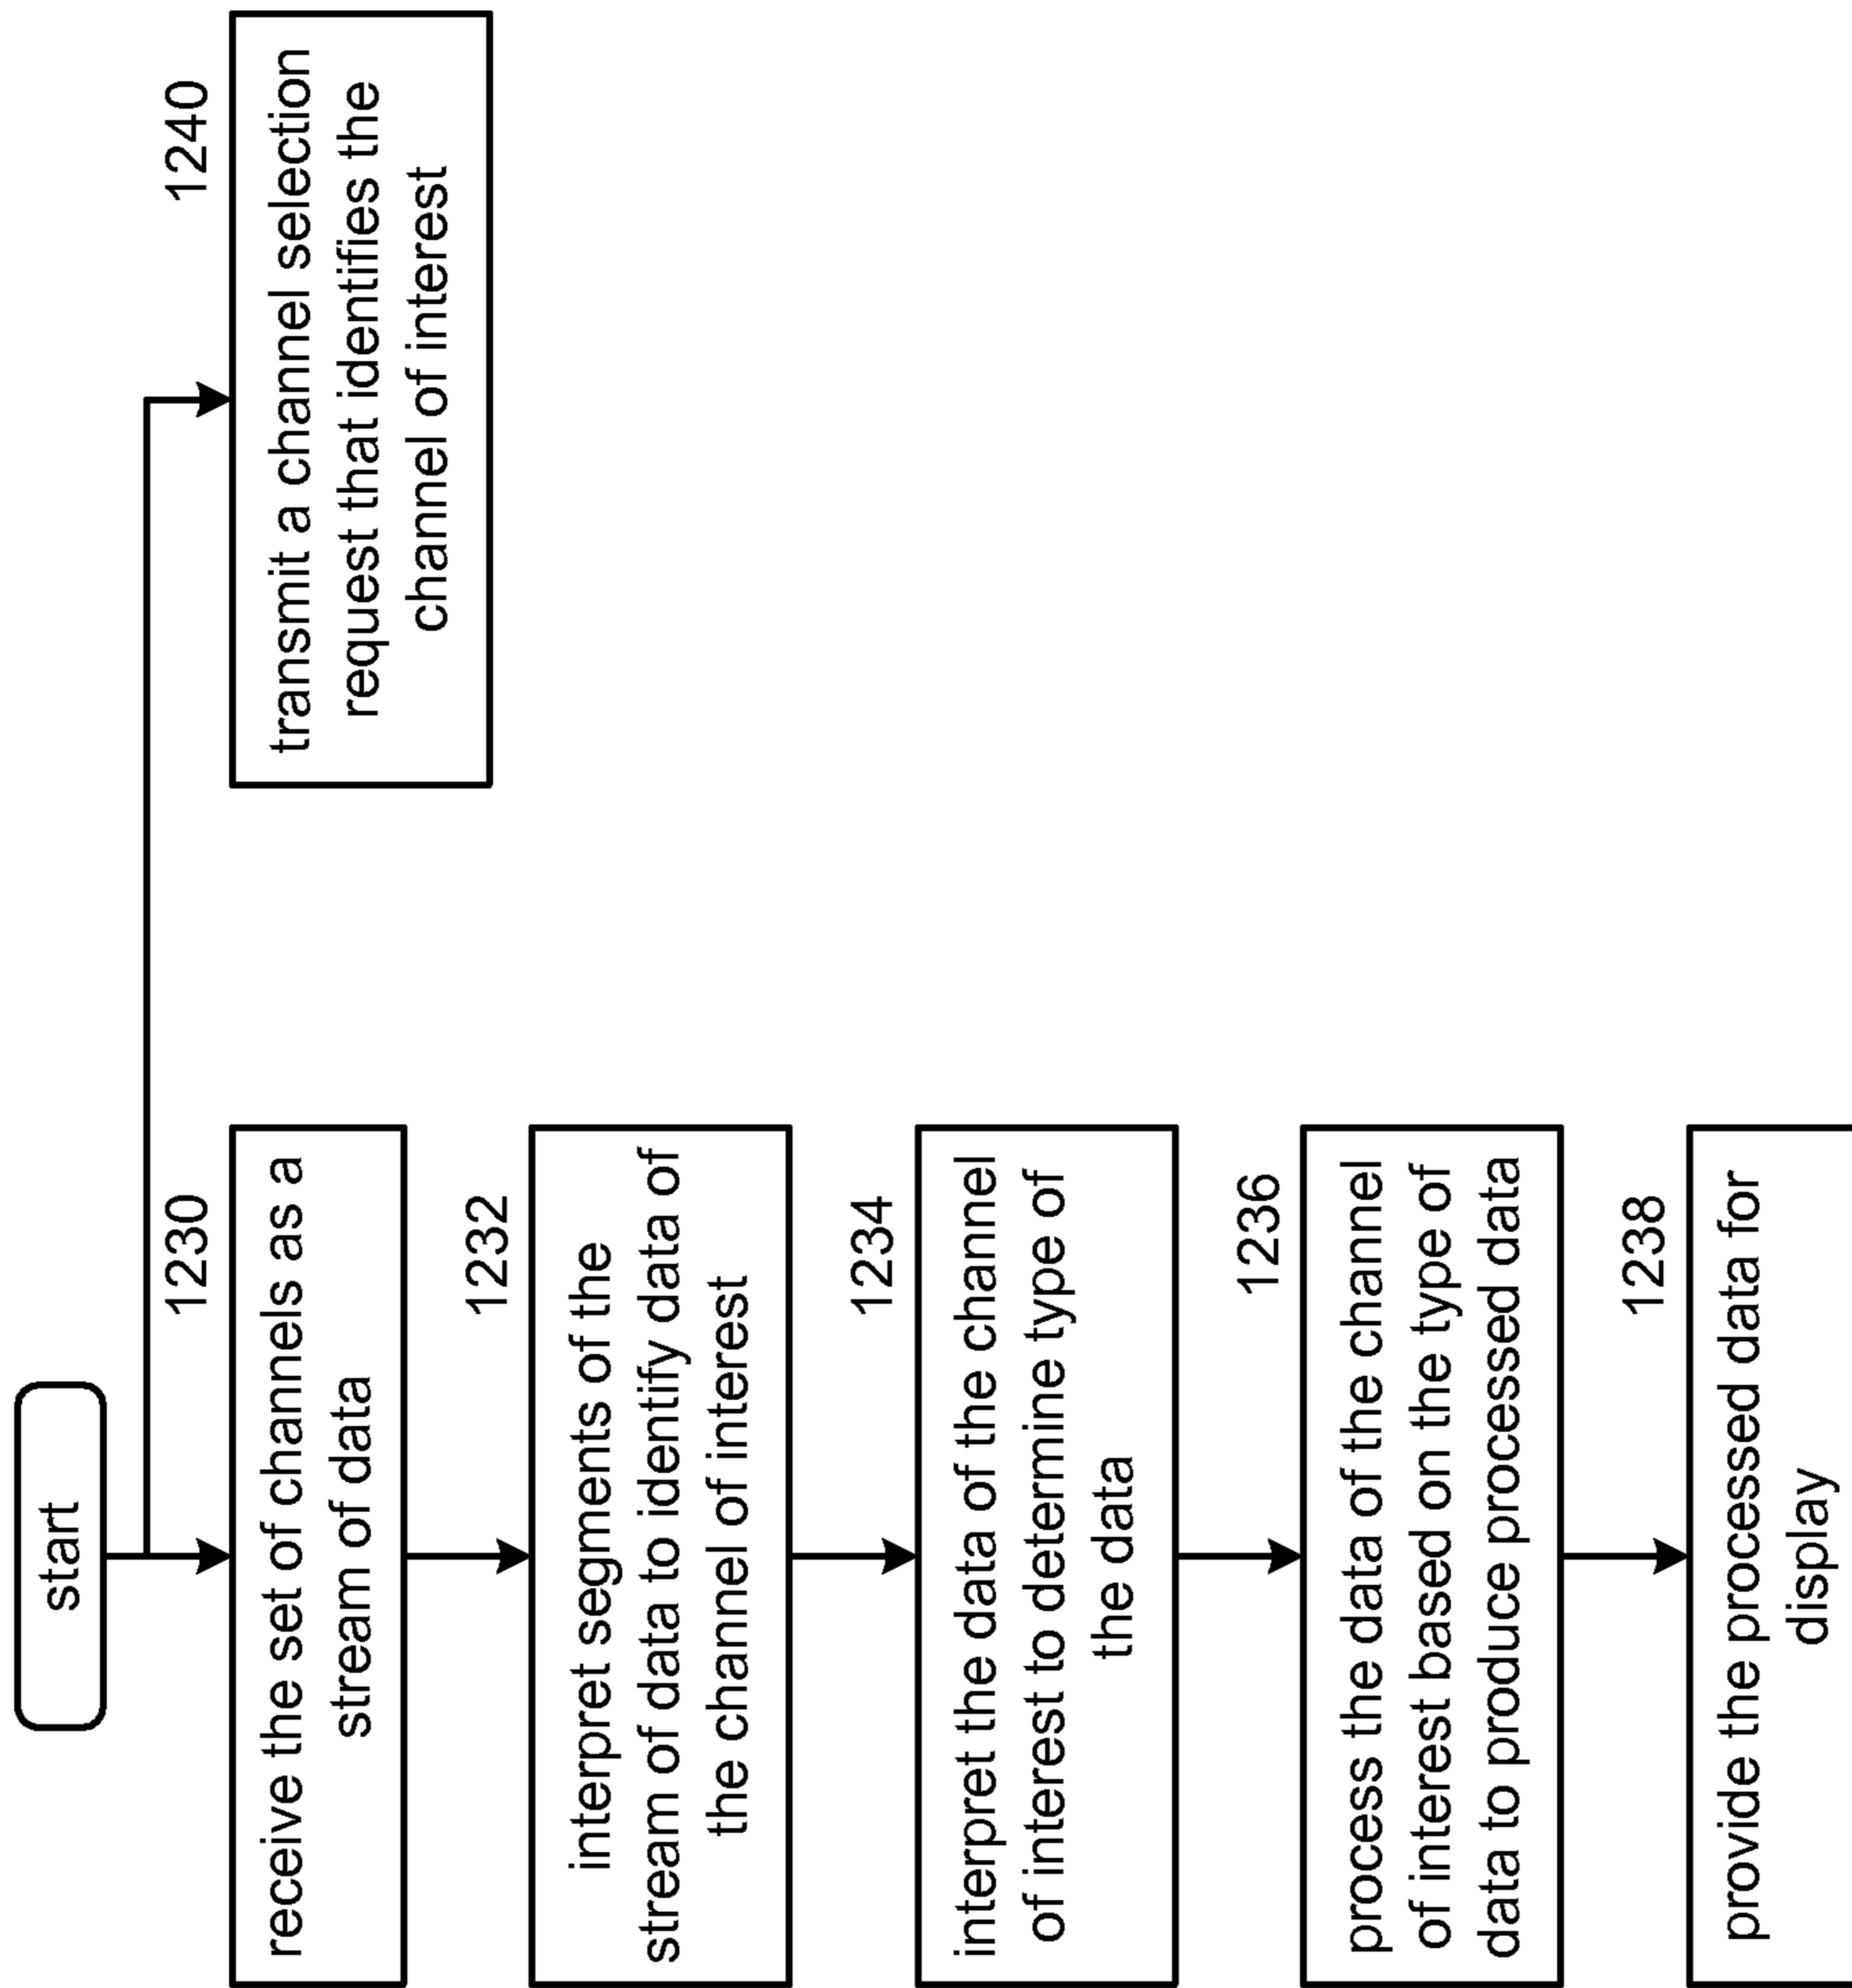 start
1230
receive the set of channels as a
stream of data
1232
interpret segments of the
stream of data to identify data of
the channel of interest
1234
interpret the data of the channel
of interest to determine type of
the data
1236
process the data of the channel
of interest based on the type of
data to produce processed data
1238
provide the processed data for
display
1240
transmit a channel selection
request that identifies the
channel of interest